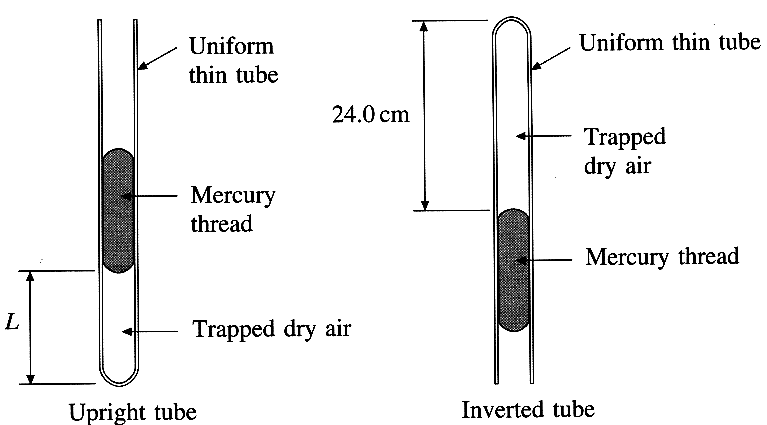 Uniform
thin tube
Mercury
thread
L
Trapped dry air
Upright tube
Uniform thin tube
24.0 cm
Trapped
dry air
Mercury thread
Inverted tube